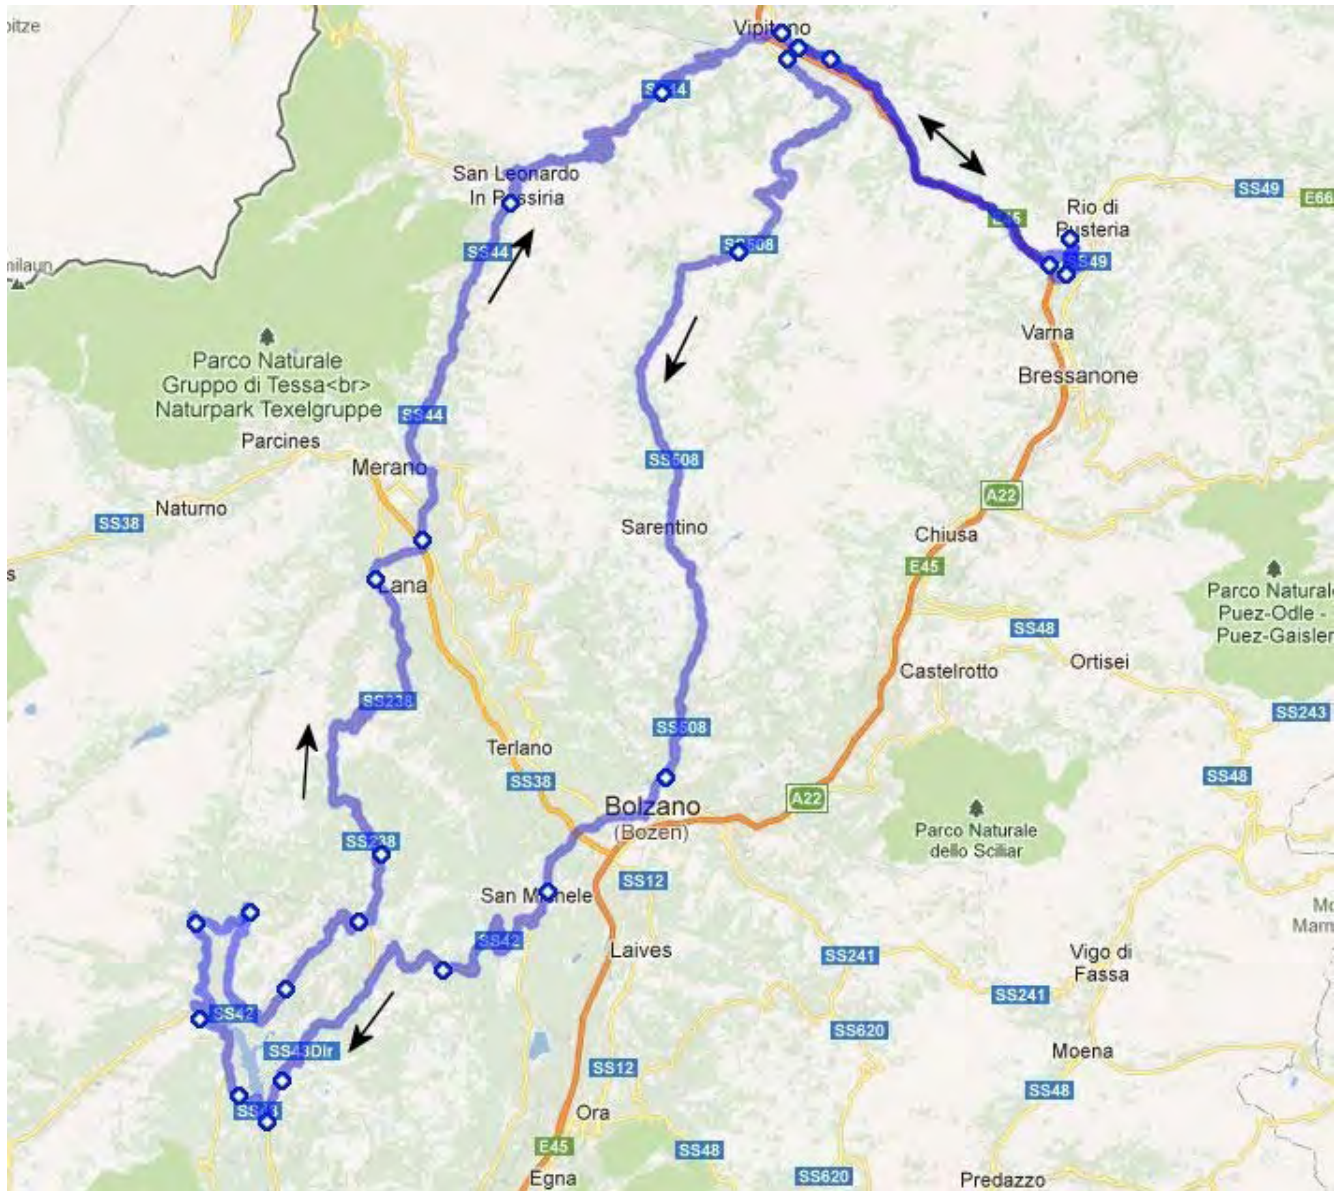 Vipiteno
SS44
San Leonardo
In Passiria
SS49
E66
Rio di
Pusteria
E45
SS44
SS508
SS49
Varna
Parco Naturale
Gruppo di Tessa<br>
Naturpark Texelgruppe
Bressanone
SS44
Parcines
Merano
SS508
Naturno
A22
SS38
Sarentino
Chiusa
E45
Lana
Parco Natural
Puez-Odle -
Puez-Gaisler
SS48
Castelrotto
Ortisei
SS238
SS243
SS508
Terlano
SS38
SS48
A22
Bolzano
(Bozen)
Parco Naturale
dello Sciliar
SS238
SS12
San Michele
SS42
Laives
SS241
Vigo di
Fassa
SS241
SS42
SS620
SS43Dir
Moena
SS12
SS48
SS43
Ora
E45
SS48
Egna
SS620
Predazzo